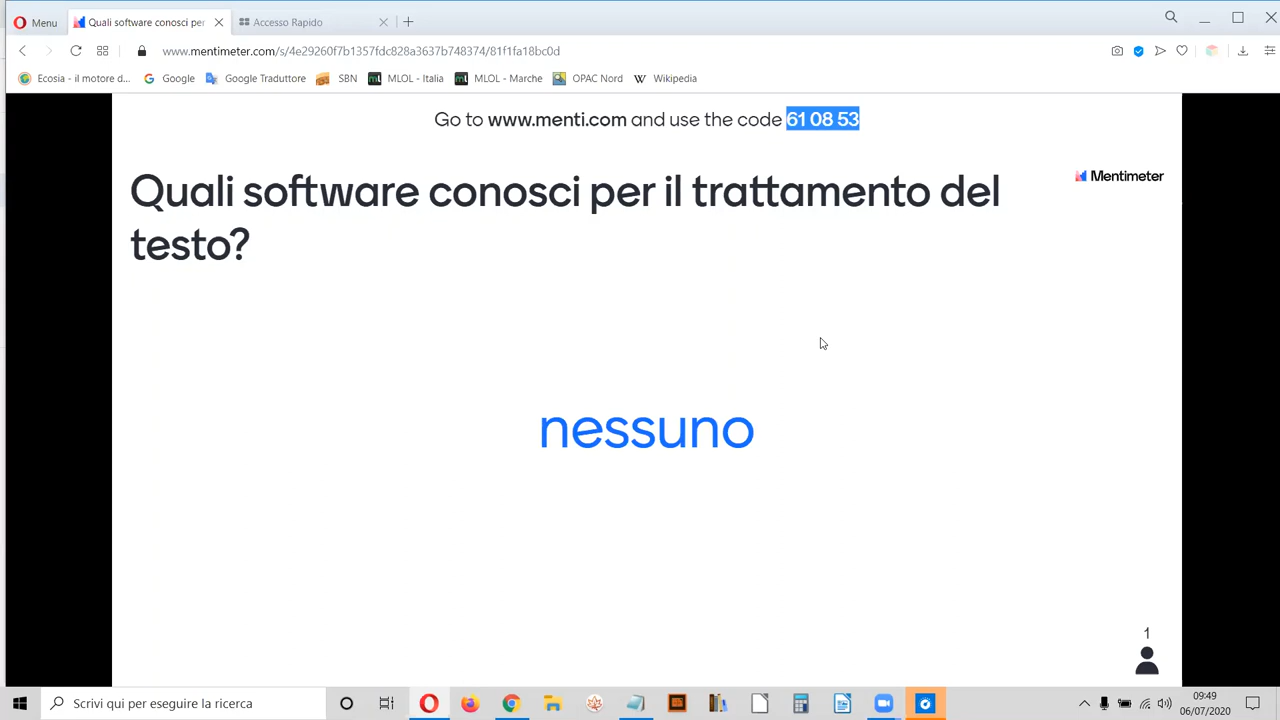 Menu
Quali software conosci per
Accesso Rapido
www.mentimeter.com/s/4e29260f7b1357fdc828a3637b748374/81f1fa18bc0d
Ecosia - il motore d... Google Google Traduttore SBN MLOL - Italia MLOL - Marche OPAC Nord Wikipedia
Go to www.menti.com and use the code 61 08 53
Mentimeter
Quali software conosci per il trattamento del
testo?
nessuno
1
Scrivi qui per eseguire la ricerca
09:49
06/07/2020